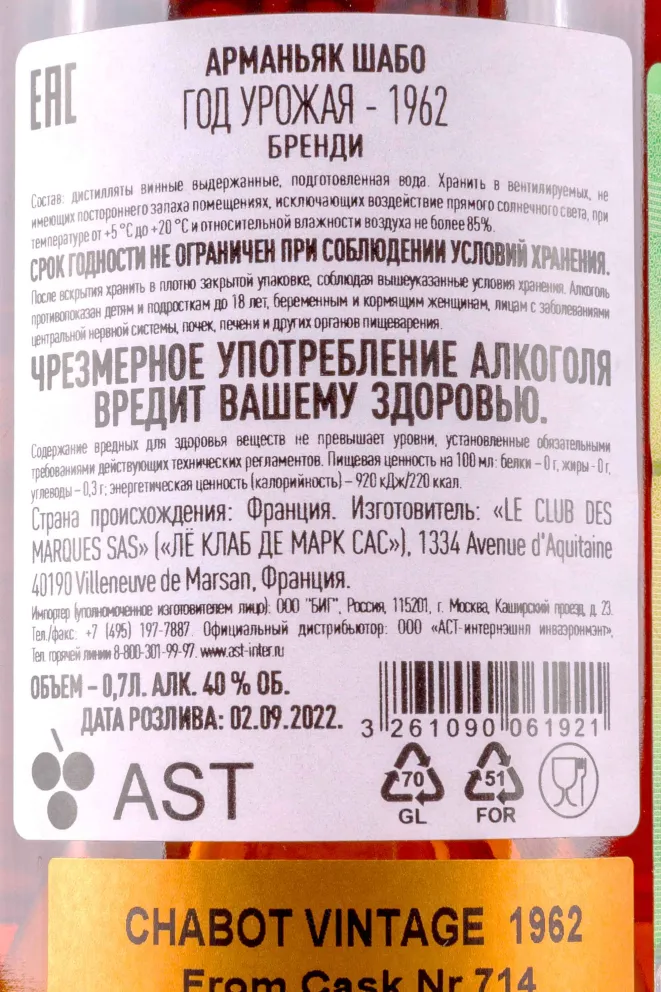 EAC
АРМАНЬЯК ШАБО
ГОД УРОЖАЯ - 1962
БРЕНДИ
Состав: дистилляты винные выдержанные, подготовленная вода. Хранить в вентилируемых, не
имеющих постороннего запаха помещениях, исключающих воздействие прямого солнечного света, при
температуре от +5 °C до +20 °C и относительной влажности воздуха не более 85%.
СРОК ГОДНОСТИ НЕ ОГРАНИЧЕН ПРИ СОБЛЮДЕНИИ УСЛОВИЙ ХРАНЕНИЯ.
После вскрытия хранить в плотно закрытой упаковке, соблюдая вышеуказанные условия хранения. Алкоголь
противопоказан детям и подросткам до 18 лет, беременным и кормящим женщинам, лицам с заболеваниями
центральной нервной системы, почек, печени и других органов пищеварения.
ЧРЕЗМЕРНОЕ УПОТРЕБЛЕНИЕ АЛКОГОЛЯ
ВРЕДИТ ВАШЕМУ ЗДОРОВЬЮ.
Содержание вредных для здоровья веществ не превышает уровни, установленные обязательными
требованиями действующих технических регламентов. Пищевая ценность на 100 мл: белки – 0 г, жиры - 0 г,
углеводы – 0,3 г; энергетическая ценность (калорийность) – 920 кДж/220 ккал.
Страна происхождения: Франция. Изготовитель: «LE CLUB DES
MARQUES SAS» («ЛЁ КЛАБ ДЕ МАРК САС»), 1334 Avenue d'Aquitaine
40190 Villeneuve de Marsan, Франция.
Импортер (уполномоченное изготовителем лицо): ООО "БИГ", Россия, 115201, г. Москва, Каширский проезд, д. 23.
Тел./факс: +7 (495) 197-7887. Официальный дистрибьютор: ООО «АСТ-интернэшнл инваэронмэнт»,
Тел. горячей линии 8-800-301-99-97. www.ast-inter.ru
ОБЪЕМ – 0,7Л. АЛК. 40 % ОБ.
ДАТА РОЗЛИВА: 02.09.2022.
3 261090 061921
AST
70
GL
51
FOR
CHABOT VINTAGE 1962
From Cask Nr 714